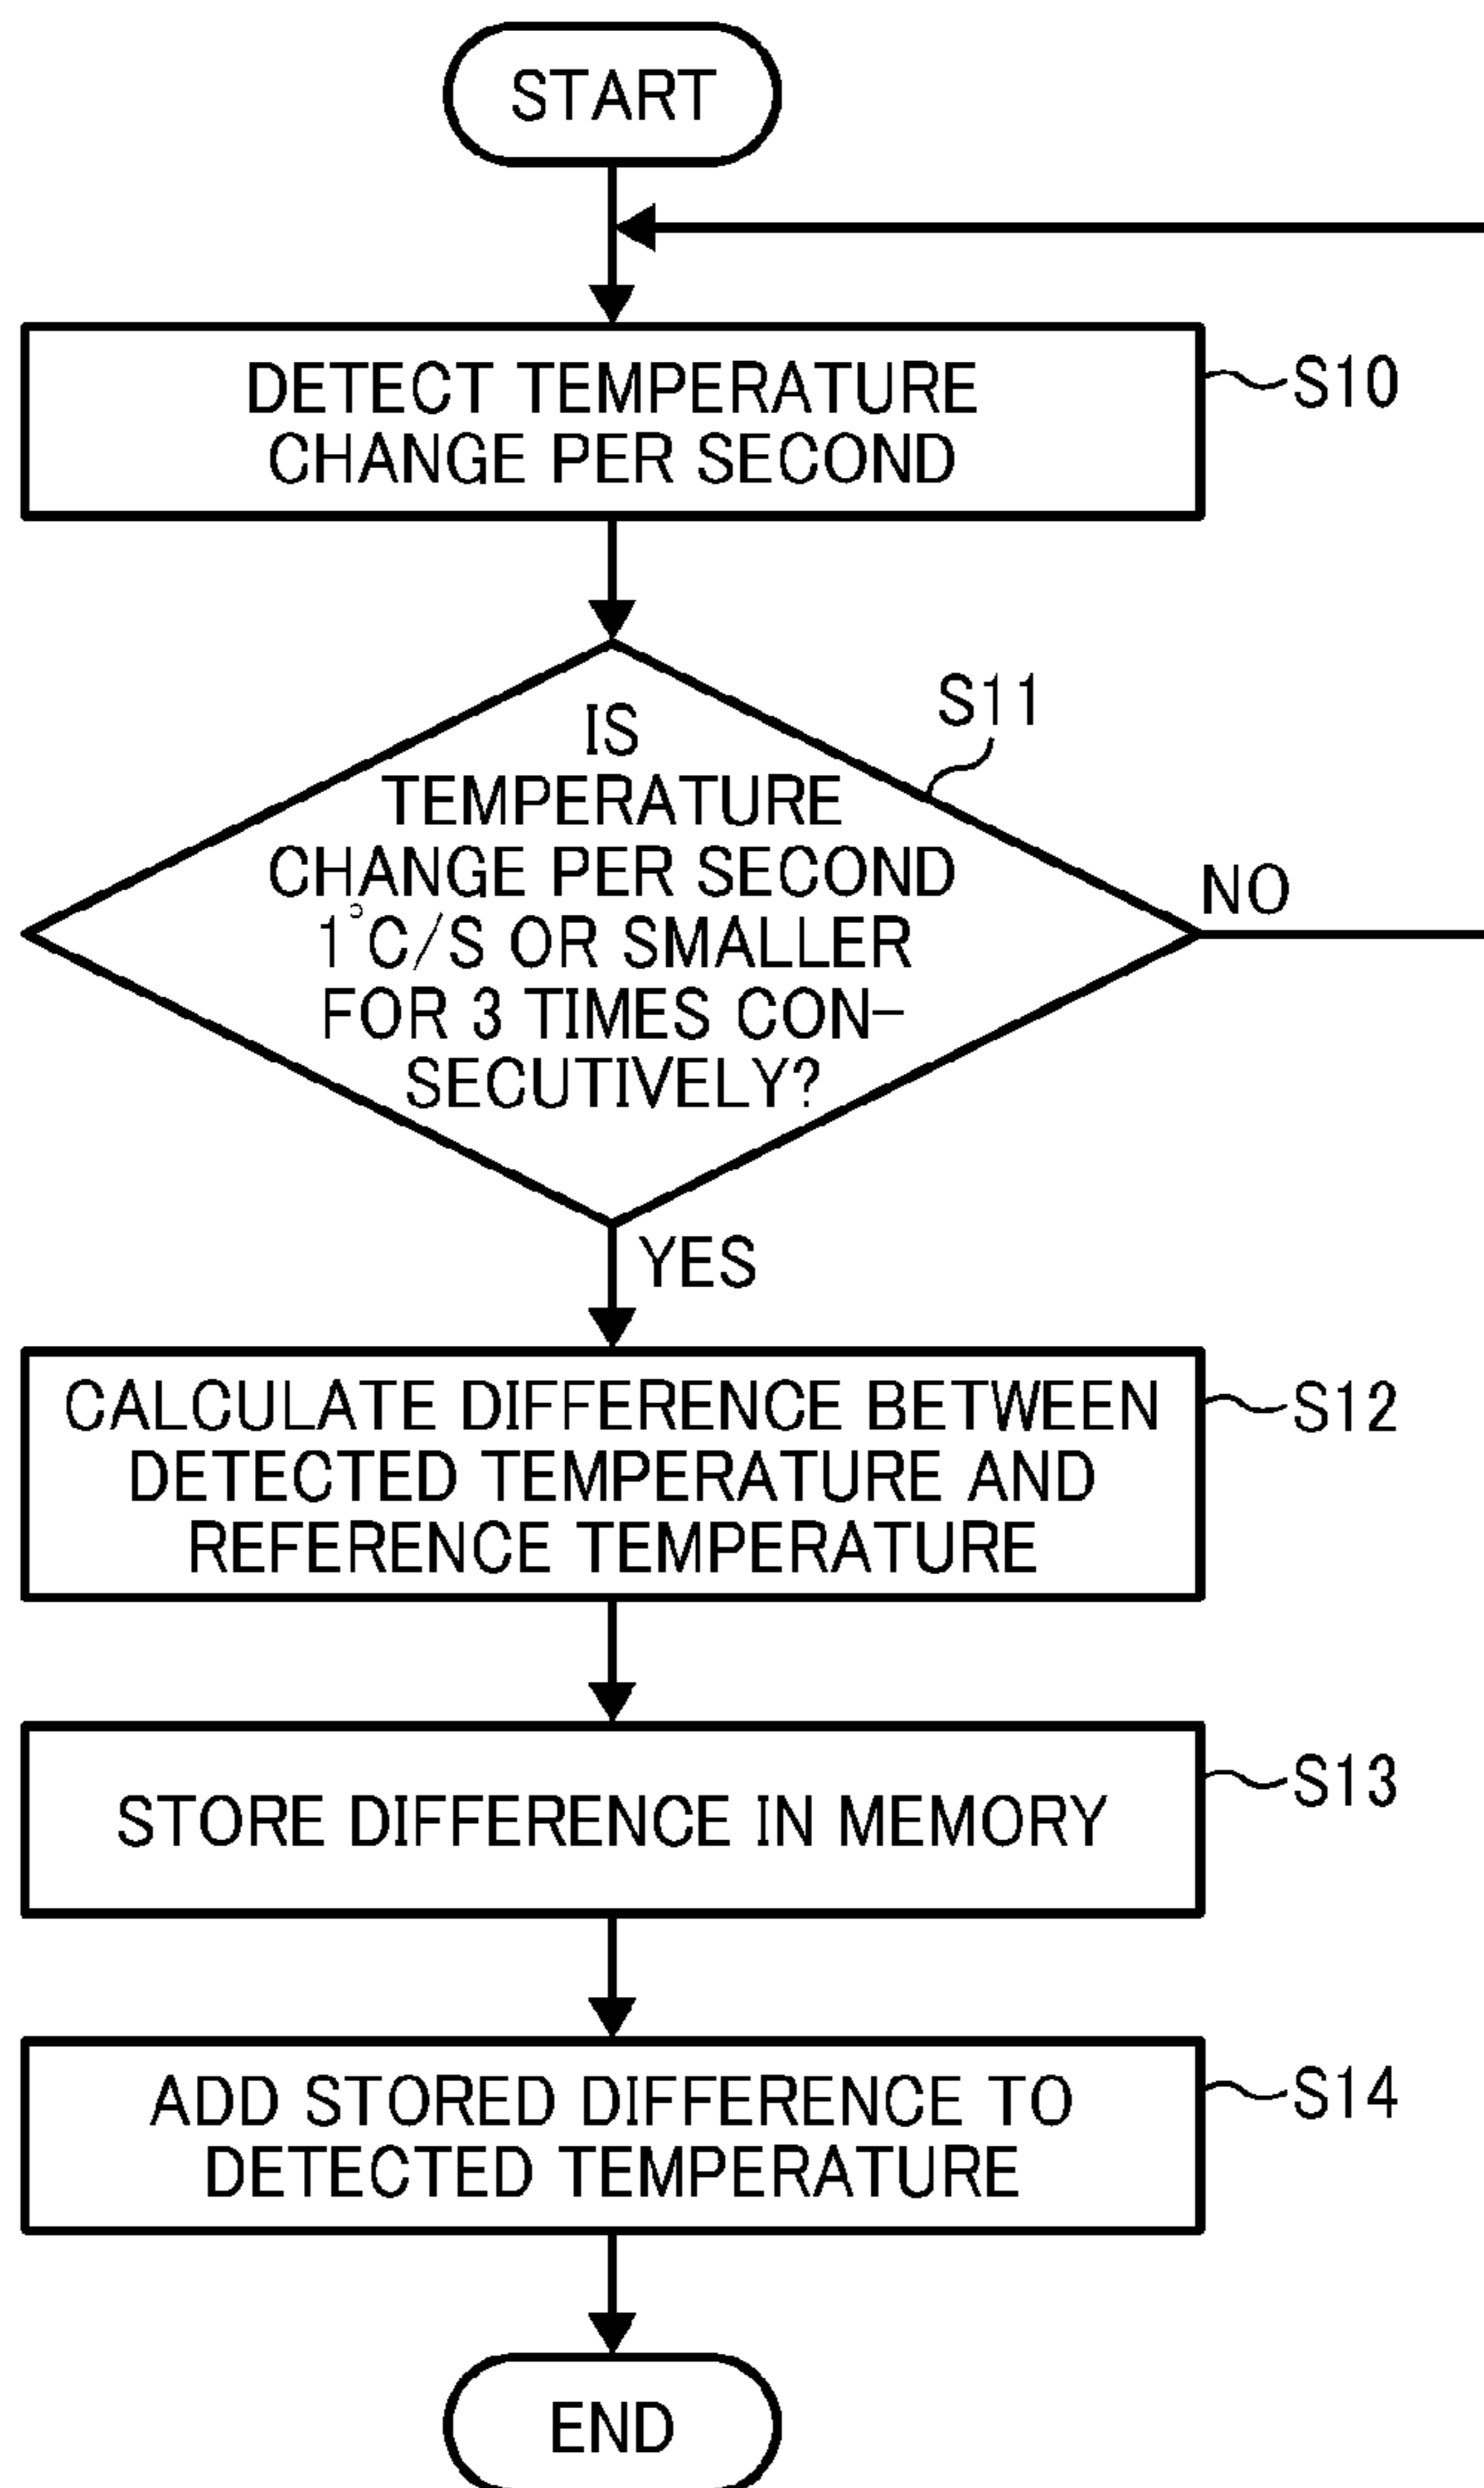 START
DETECT TEMPERATURE
CHANGE PER SECOND
S10
S11
IS
TEMPERATURE
CHANGE PER SECOND
1°C/S OR SMALLER
FOR 3 TIMES CON-
SECUTIVELY?
NO
YES
CALCULATE DIFFERENCE BETWEEN
DETECTED TEMPERATURE AND
REFERENCE TEMPERATURE
S12
STORE DIFFERENCE IN MEMORY
S13
ADD STORED DIFFERENCE TO
DETECTED TEMPERATURE
S14
END